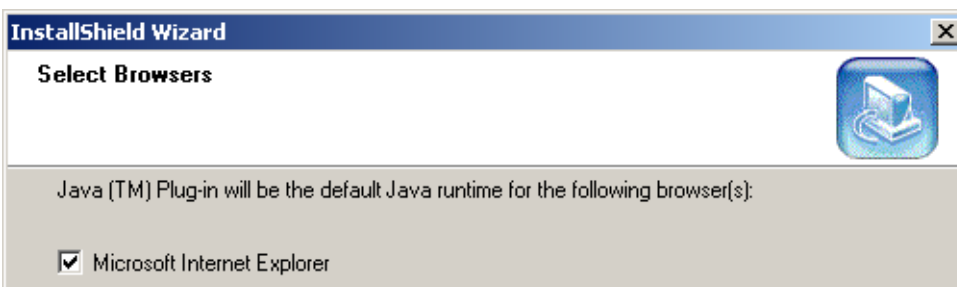 InstallShield Wizard
Select Browsers
Java (TM) Plug-in will be the default Java runtime for the following browser(s):
Microsoft Internet Explorer